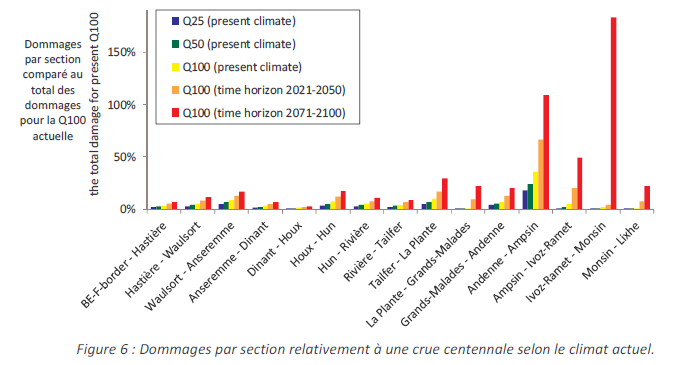 Dommages
par section
comparé au
total des
dommages
pour la Q100
actuelle
the total damage for present Q100
150%
100%
50%
0%
Q25 (present climate)
Q50 (present climate)
Q100 (present climate)
Q100 (time horizon 2021-2050)
Q100 (time horizon 2071-2100)
BE-F-border - Hastière
Hastière - Waulsort
Waulsort - Anseremme
Anseremme - Dinant
Dinant - Houx
Houx - Hun
Hun - Rivière
Rivière - Tailfer
Tailfer - La Plante
La Plante - Grands-Malades
Grands-Malades - Andenne
Andenne - Ampsin
Ampsin - Ivoz-Ramet
Ivoz-Ramet - Monsin
Monsin - Lixhe
Figure 6 : Dommages par section relativement à une crue centennale selon le climat actuel.